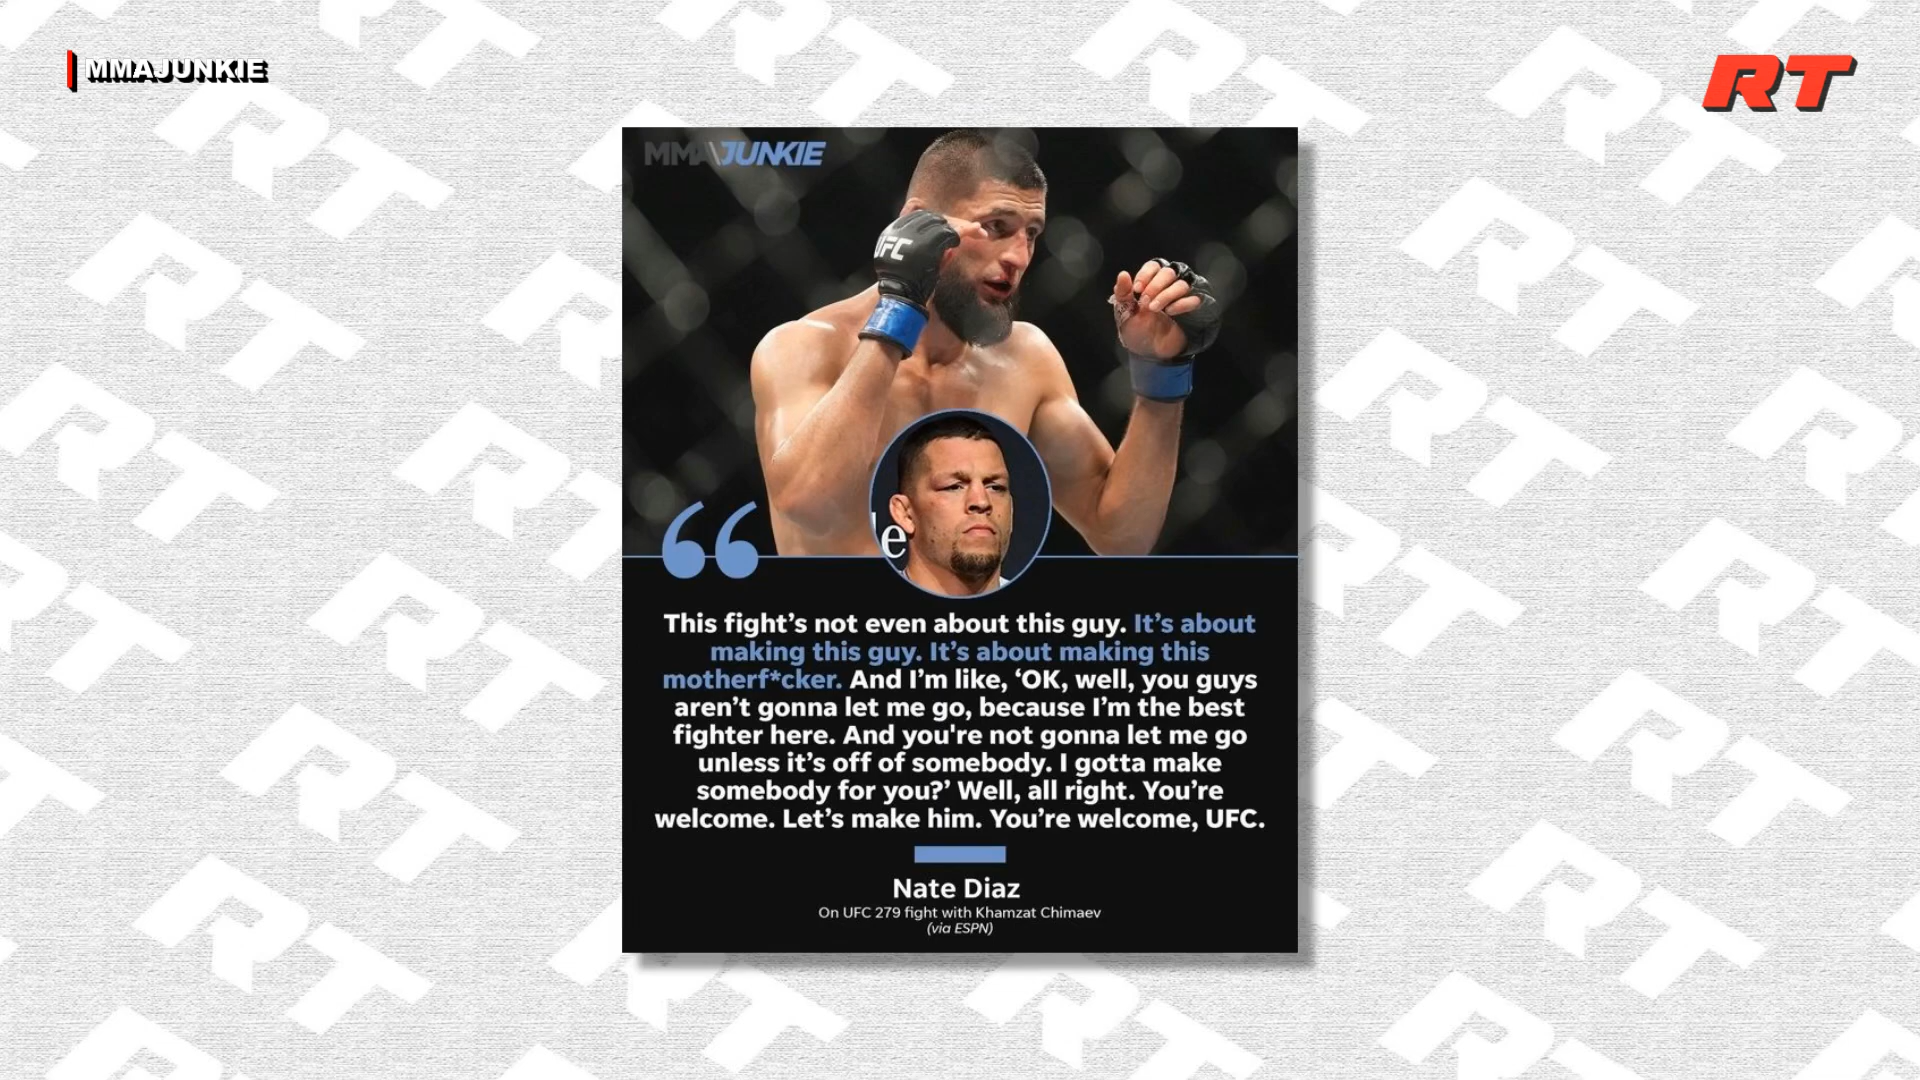 MMAJUNKIE
RT
MMA\JUNKIE
UFC
le
“
This fight’s not even about this guy. It’s about
making this guy. It’s about making this
motherf*cker. And I’m like, ‘OK, well, you guys
aren’t gonna let me go, because I’m the best
fighter here. And you're not gonna let me go
unless it’s off of somebody. I gotta make
somebody for you?’ Well, all right. You’re
welcome. Let’s make him. You’re welcome, UFC.
Nate Diaz
On UFC 279 fight with Khamzat Chimaev
(via ESPN)